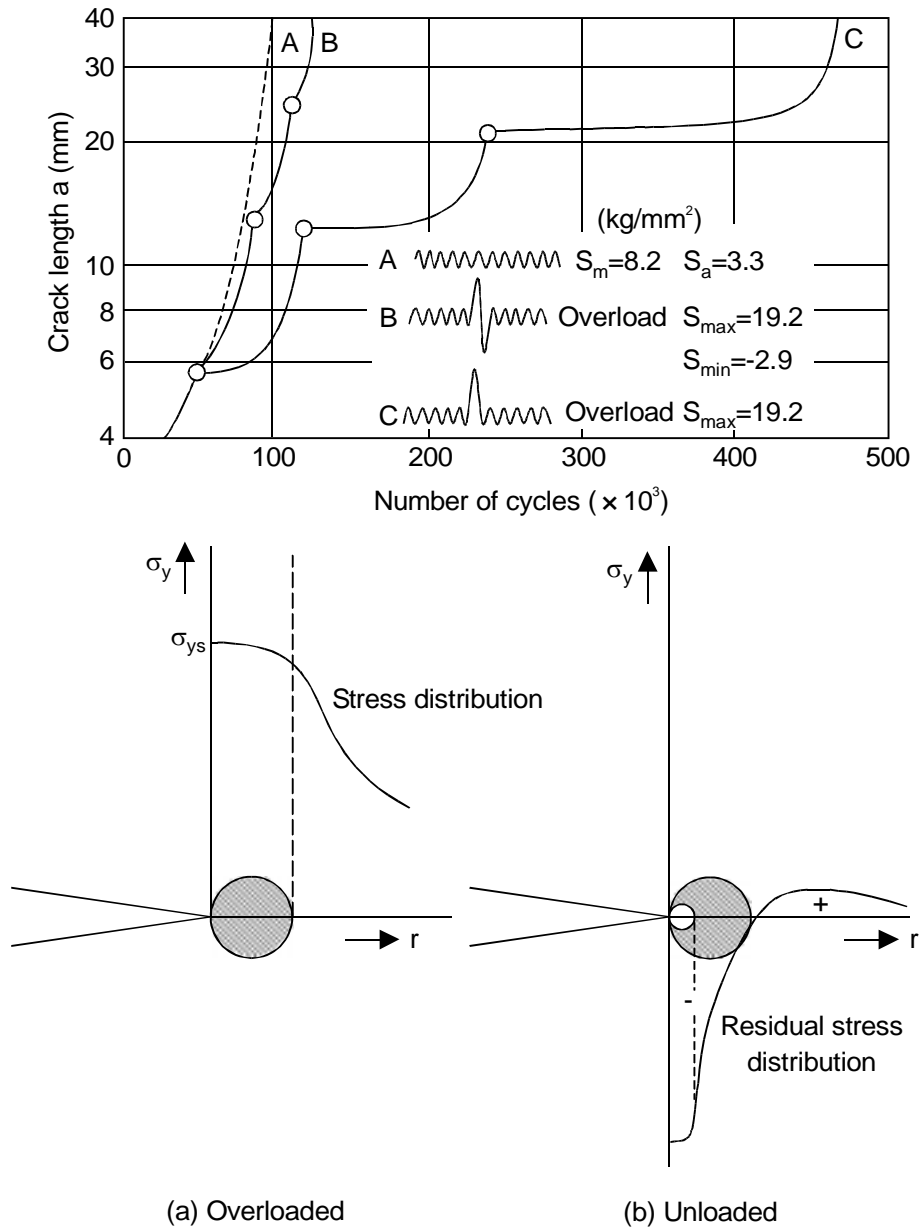 40
30
20
10
8
6
4
Crack length a (mm)
A
B
C
(kg/mm²)
A Sₘ=8.2 Sₐ=3.3
B Overload Sₘₐₓ=19.2
Sₘᵢₙ=-2.9
C Overload Sₘₐₓ=19.2
0 100 200 300 400 500
Number of cycles (×10³)
σy
σys
Stress distribution
r
(a) Overloaded
σy
+
r
-
Residual stress
distribution
(b) Unloaded